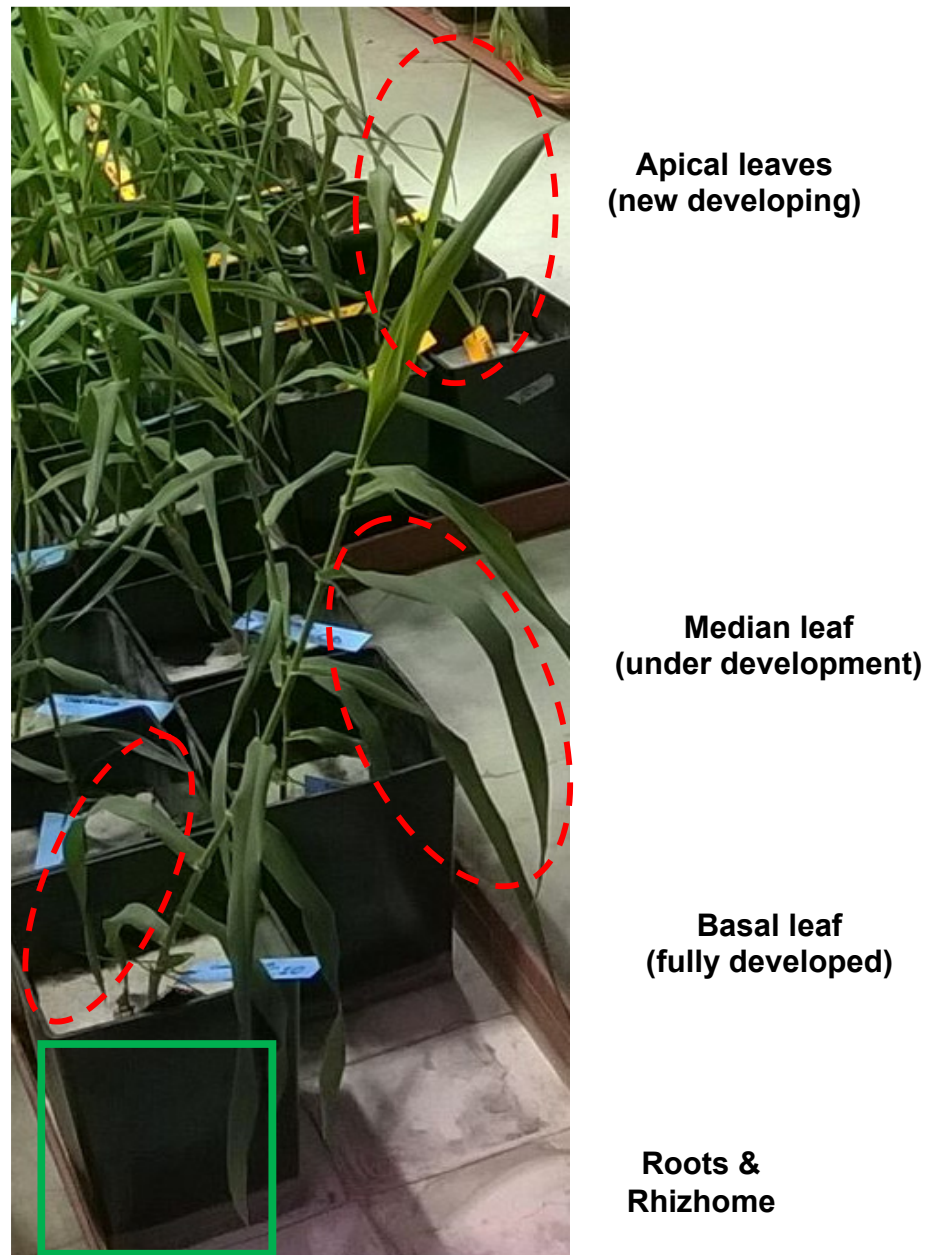 Apical leaves
(new developing)
Median leaf
(under development)
Basal leaf
(fully developed)
Roots &
Rhizhome